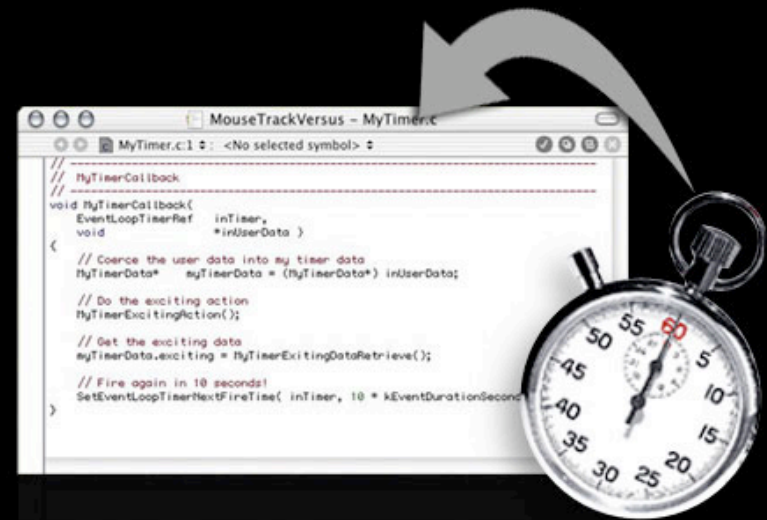 MouseTrackVersus – MyTimer.c
MyTimer.c:1 : <No selected symbol>
// ----------------------------------------
// MyTimerCallback
// ----------------------------------------
void MyTimerCallback(
EventLoopTimerRef inTimer,
void *inUserData )
{
// Coerce the user data into my timer data
MyTimerData* myTimerData = (MyTimerData*) inUserData;
// Do the exciting action
MyTimerExcitingAction();
// Get the exciting data
myTimerData.exciting = MyTimerExitingDataRetrieve();
// Fire again in 10 seconds!
SetEventLoopTimerNextFireTime( inTimer, 10 * kEventDurationSecond
}
60
5
10
15
20
25
30
35
40
45
50
55